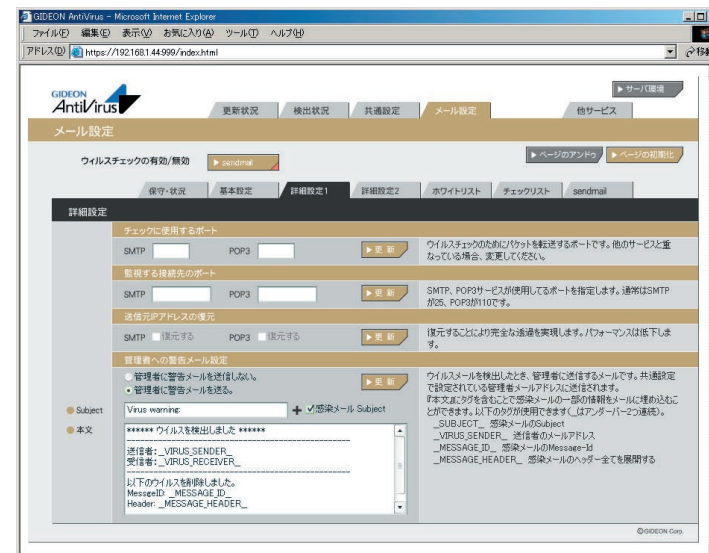 GIDEON AntiVirus - Microsoft Internet Explorer
ファイル(F) 編集(E) 表示(V) お気に入り(A) ツール(T) ヘルプ(H)
アドレス(D) https://192.168.1.44:999/index.html 移動
サーバ環境
GIDEON
AntiVirus
更新状況 検出状況 共通設定 メール設定 他サービス
メール設定
ページのアンドゥ ページの初期化
ウィルスチェックの有効/無効 sendmail
保守・状況 基本設定 詳細設定1 詳細設定2 ホワイトリスト チェックリスト sendmail
詳細設定
チェックに使用するポート
SMTP POP3 更 新
ウイルスチェックのためにパケットを転送するポートです。他のサービスと重
なっている場合、変更してください。
監視する接続先のポート
SMTP POP3 更 新
SMTP、POP3サービスが使用してるポートを指定します。通常はSMTP
が25、POP3が110です。
送信元IPアドレスの復元
SMTP 復元する POP3 復元する 更 新
復元することにより完全な透過を実現します。パフォーマンスは低下しま
す。
管理者への警告メール設定
管理者に警告メールを送信しない。
管理者に警告メールを送る。
更 新
ウイルスメールを検出したとき、管理者に送信するメールです。共通設定
で設定されている管理者メールアドレスに送信されます。
『本文』にタグを含むことで感染メールの一部の情報をメールに埋め込むこ
とができます。以下のタグが使用できます(_はアンダーバー2つ連続)。
_SUBJECT_ 感染メールのSubject
_VIRUS_SENDER_ 送信者のメールアドレス
_MESSAGE_ID_ 感染メールのMessage-Id
_MESSAGE_HEADER_ 感染メールのヘッダー全てを展開する
Subject Virus warning: + 感染メール Subject
本文
****** ウイルスを検出しました ******
送信者:_VIRUS_SENDER_
受信者:_VIRUS_RECEIVER_
以下のウイルスを削除しました。
MessgeID: _MESSAGE_ID_
Header: _MESSAGE_HEADER_
©GIDEON Corp.